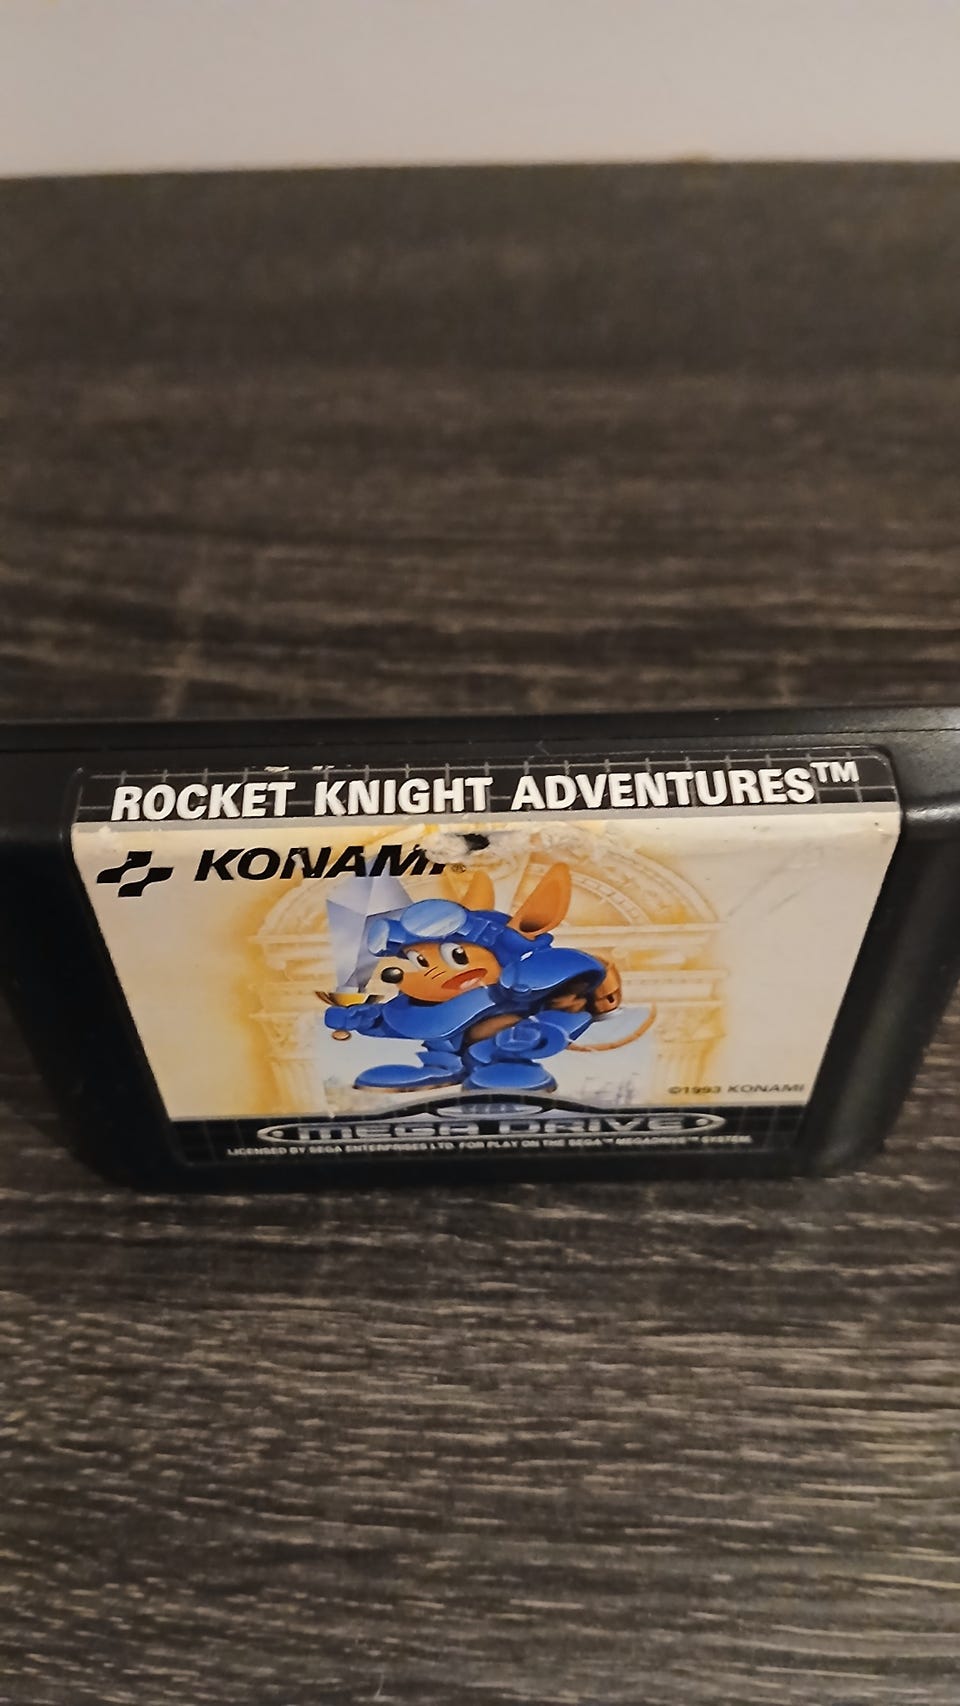 ROCKET KNIGHT ADVENTURES™
KONAMI®
©1993 KONAMI
SEGA
MEGA DRIVE
LICENSED BY SEGA ENTERPRISES LTD. FOR PLAY ON THE SEGA™ MEGADRIVE™ SYSTEM.